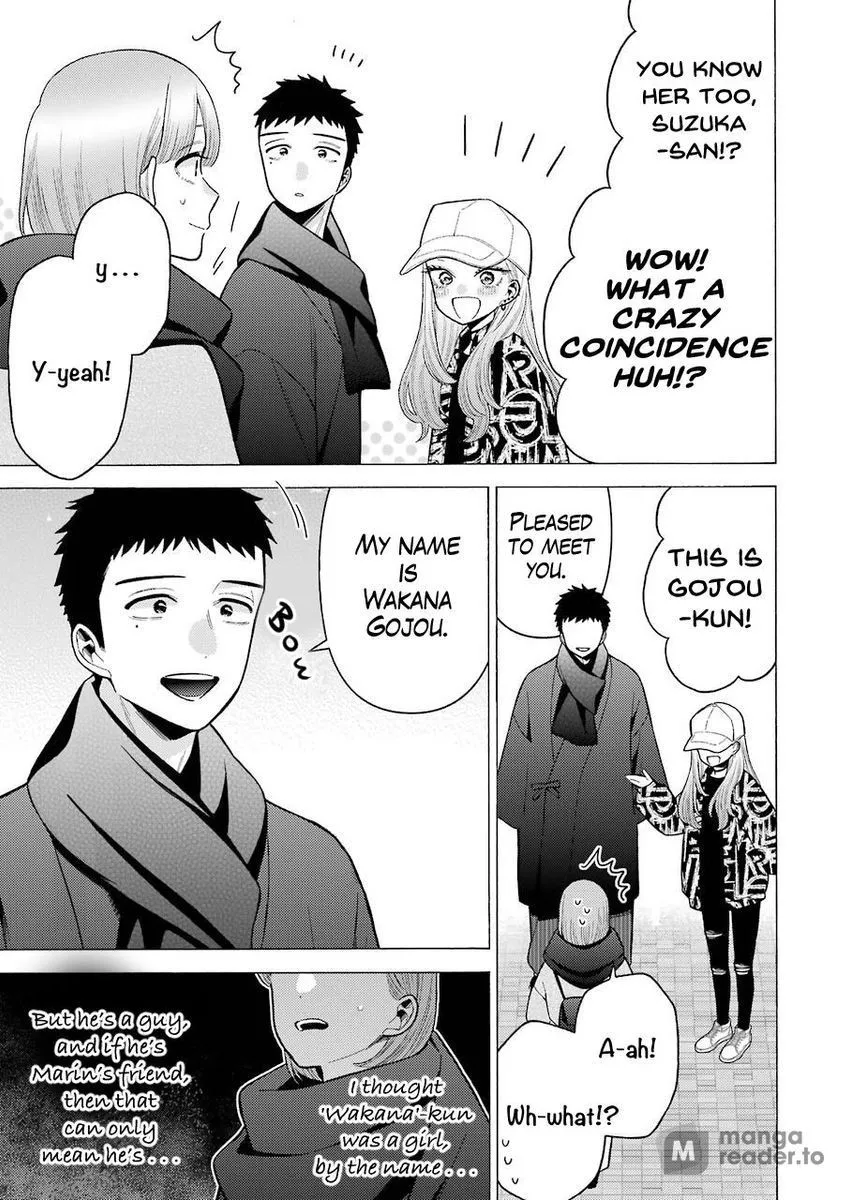 YOU KNOW
HER TOO,
SUZUKA
-SAN!?
WOW!
WHAT A
CRAZY
COINCIDENCE
HUH!?
y...
Y-yeah!
THIS IS
GOJOU
-KUN!
PLEASED
TO MEET
YOU.
A-ah!
Wh-what!?
MY NAME
IS
WAKANA
GOJOU.
BOW
I thought
'Wakana'-kun
was a girl,
by the name...
But he's a guy,
and if he's
Marin's friend,
then that
can only
mean he's...
M manga
reader.to